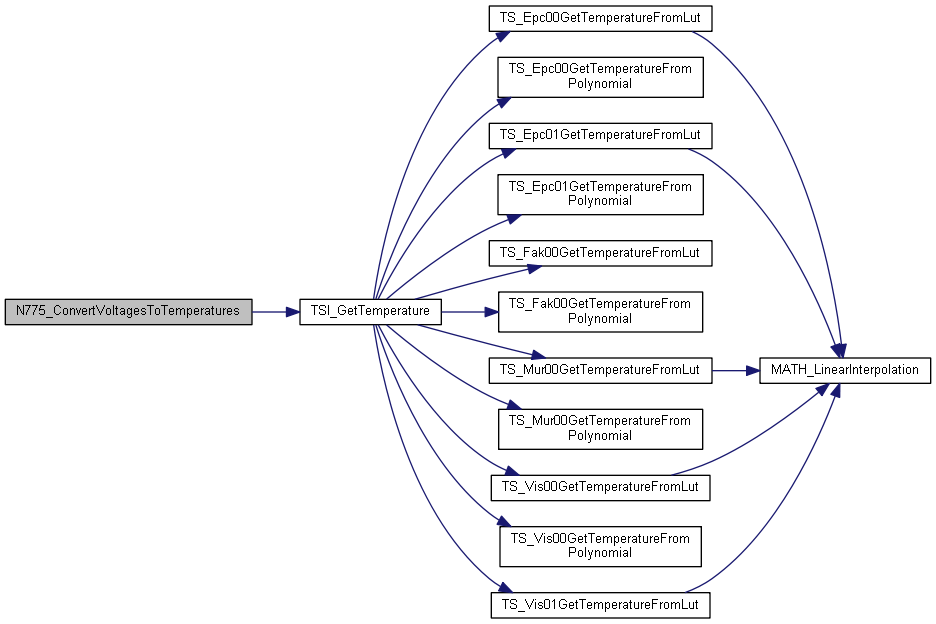 TS_Epc00GetTemperatureFromLut
TS_Epc00GetTemperatureFrom
Polynomial
TS_Epc01GetTemperatureFromLut
TS_Epc01GetTemperatureFrom
Polynomial
TS_Fak00GetTemperatureFromLut
N775_ConvertVoltagesToTemperatures
TSI_GetTemperature
TS_Fak00GetTemperatureFrom
Polynomial
TS_Mur00GetTemperatureFromLut
MATH_LinearInterpolation
TS_Mur00GetTemperatureFrom
Polynomial
TS_Vis00GetTemperatureFromLut
TS_Vis00GetTemperatureFrom
Polynomial
TS_Vis01GetTemperatureFromLut